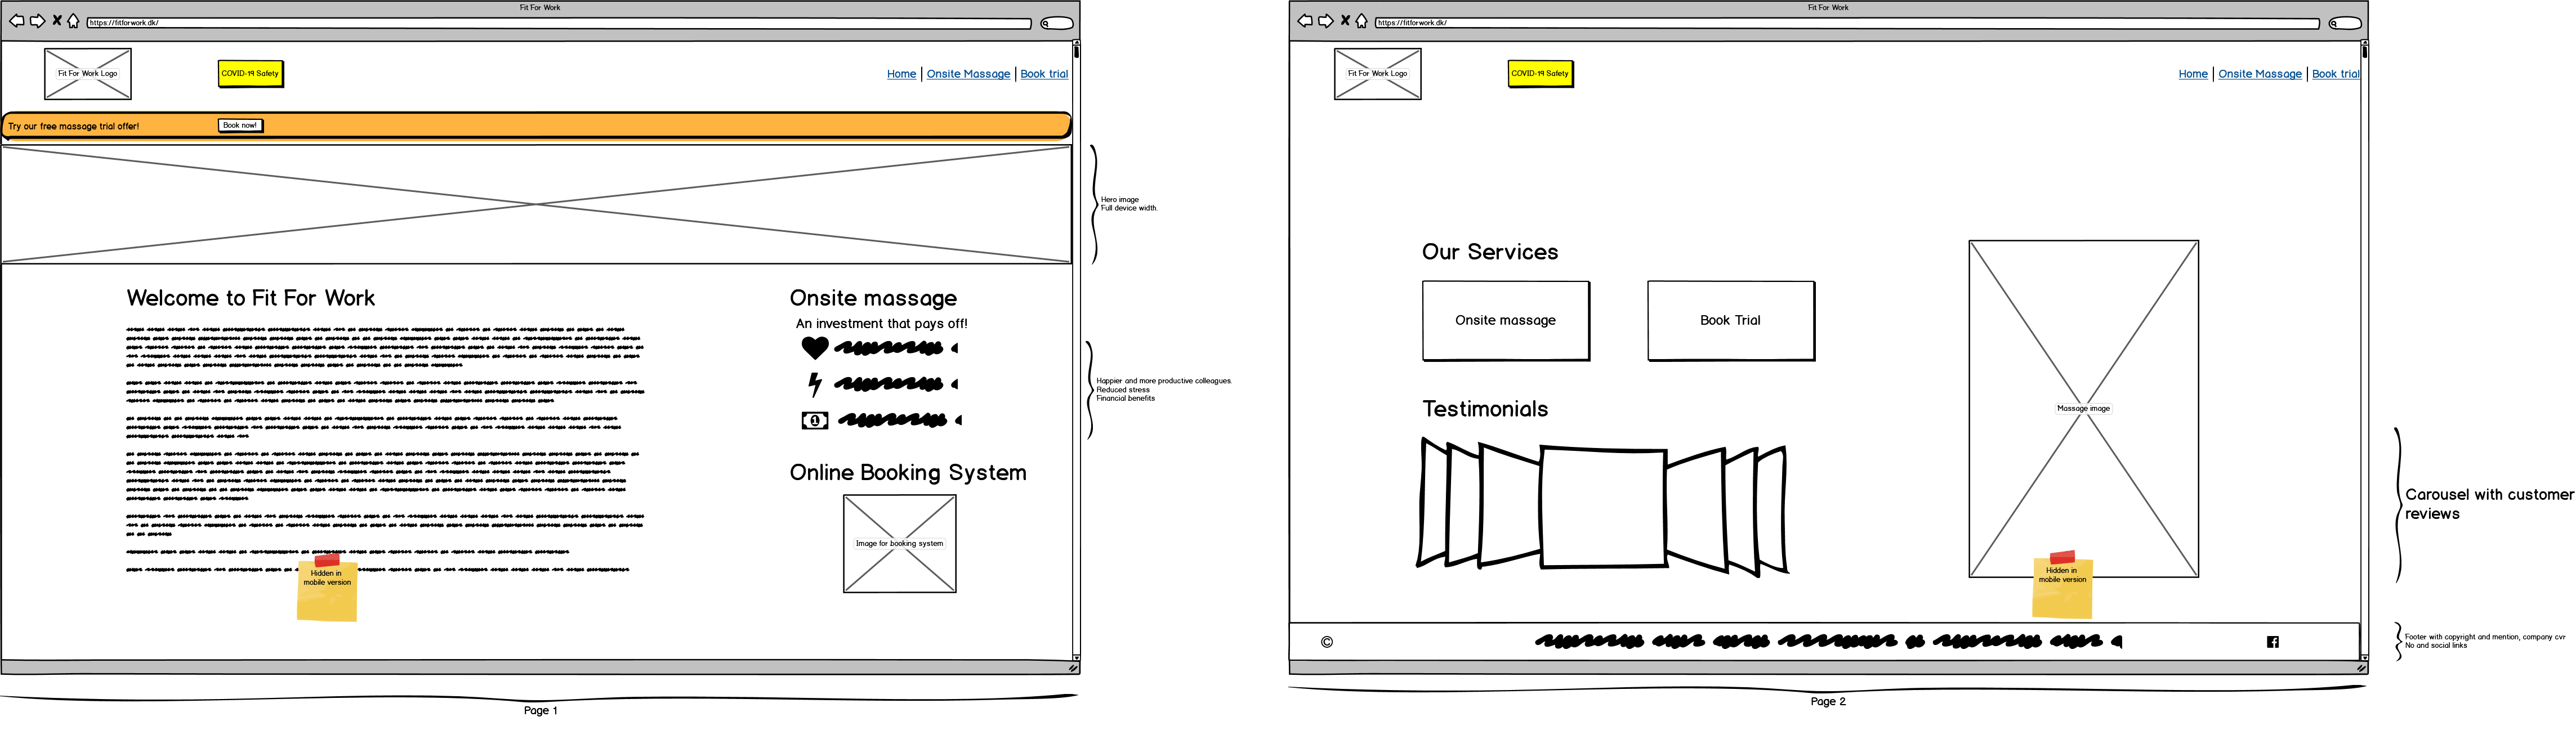 Fit For Work
https://fitforwork.dk/
Fit For Work Logo
COVID-19 Safety
Home | Onsite Massage | Book trial
Try our free massage trial offer!
Book now!
Hero image
Full device width.
Welcome to Fit For Work
Onsite massage
An investment that pays off!
Happier and more productive colleagues.
Reduced stress
Financial benefits
Online Booking System
Image for booking system
Hidden in
mobile version
Page 1
Fit For Work
https://fitforwork.dk/
Fit For Work Logo
COVID-19 Safety
Home | Onsite Massage | Book trial
Our Services
Onsite massage
Book Trial
Testimonials
Massage image
Carousel with customer
reviews
Hidden in
mobile version
©
Footer with copyright and mention, company cvr
No and social links
Page 2